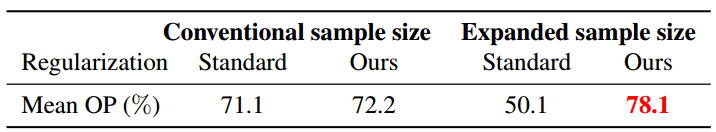 Conventional sample size Expanded sample size
Regularization Standard Ours Standard Ours
Mean OP (%) 71.1 72.2 50.1 78.1